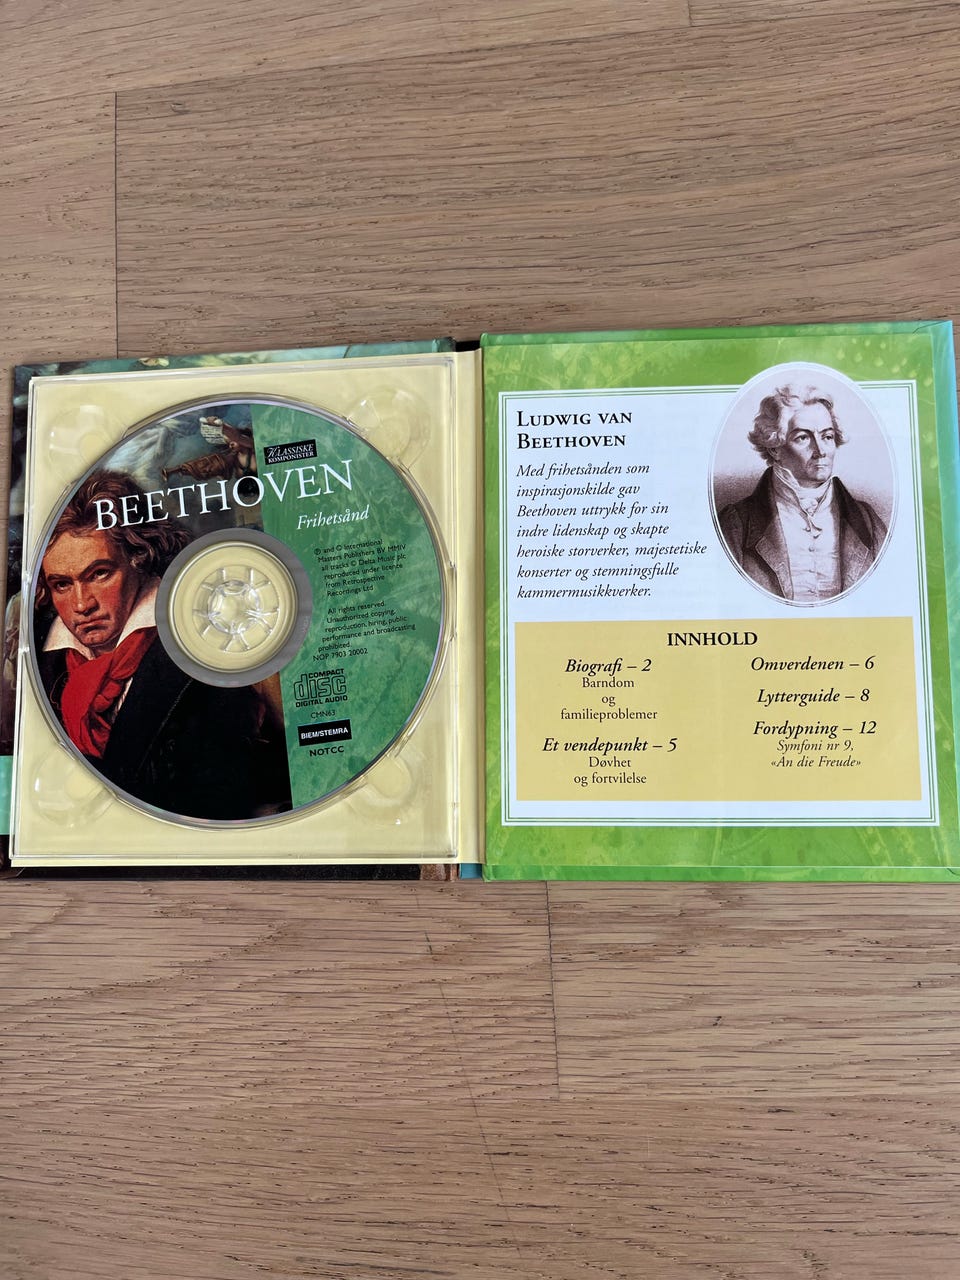 KLASSISKE
KOMPONISTER
BEETHOVEN
Frihetsånd
℗ and © International
Masters Publishers BV MMIV
all tracks © Delta Music plc
reproduced under licence
from Retrospective
Recordings Ltd
All rights reserved.
Unauthorized copying,
reproduction, hiring, public
performance and broadcasting
prohibited
NOP 7903 20002
COMPACT
disc
DIGITAL AUDIO
CMN63
BIEM/STEMRA
NOTCC
LUDWIG VAN
BEETHOVEN
Med frihetsånden som
inspirasjonskilde gav
Beethoven uttrykk for sin
indre lidenskap og skapte
heroiske storverker, majestetiske
konserter og stemningsfulle
kammermusikkverker.
INNHOLD
Biografi – 2
Barndom
og
familieproblemer
Et vendepunkt – 5
Døvhet
og fortvilelse
Omverdenen – 6
Lytterguide – 8
Fordypning – 12
Symfoni nr 9,
«An die Freude»